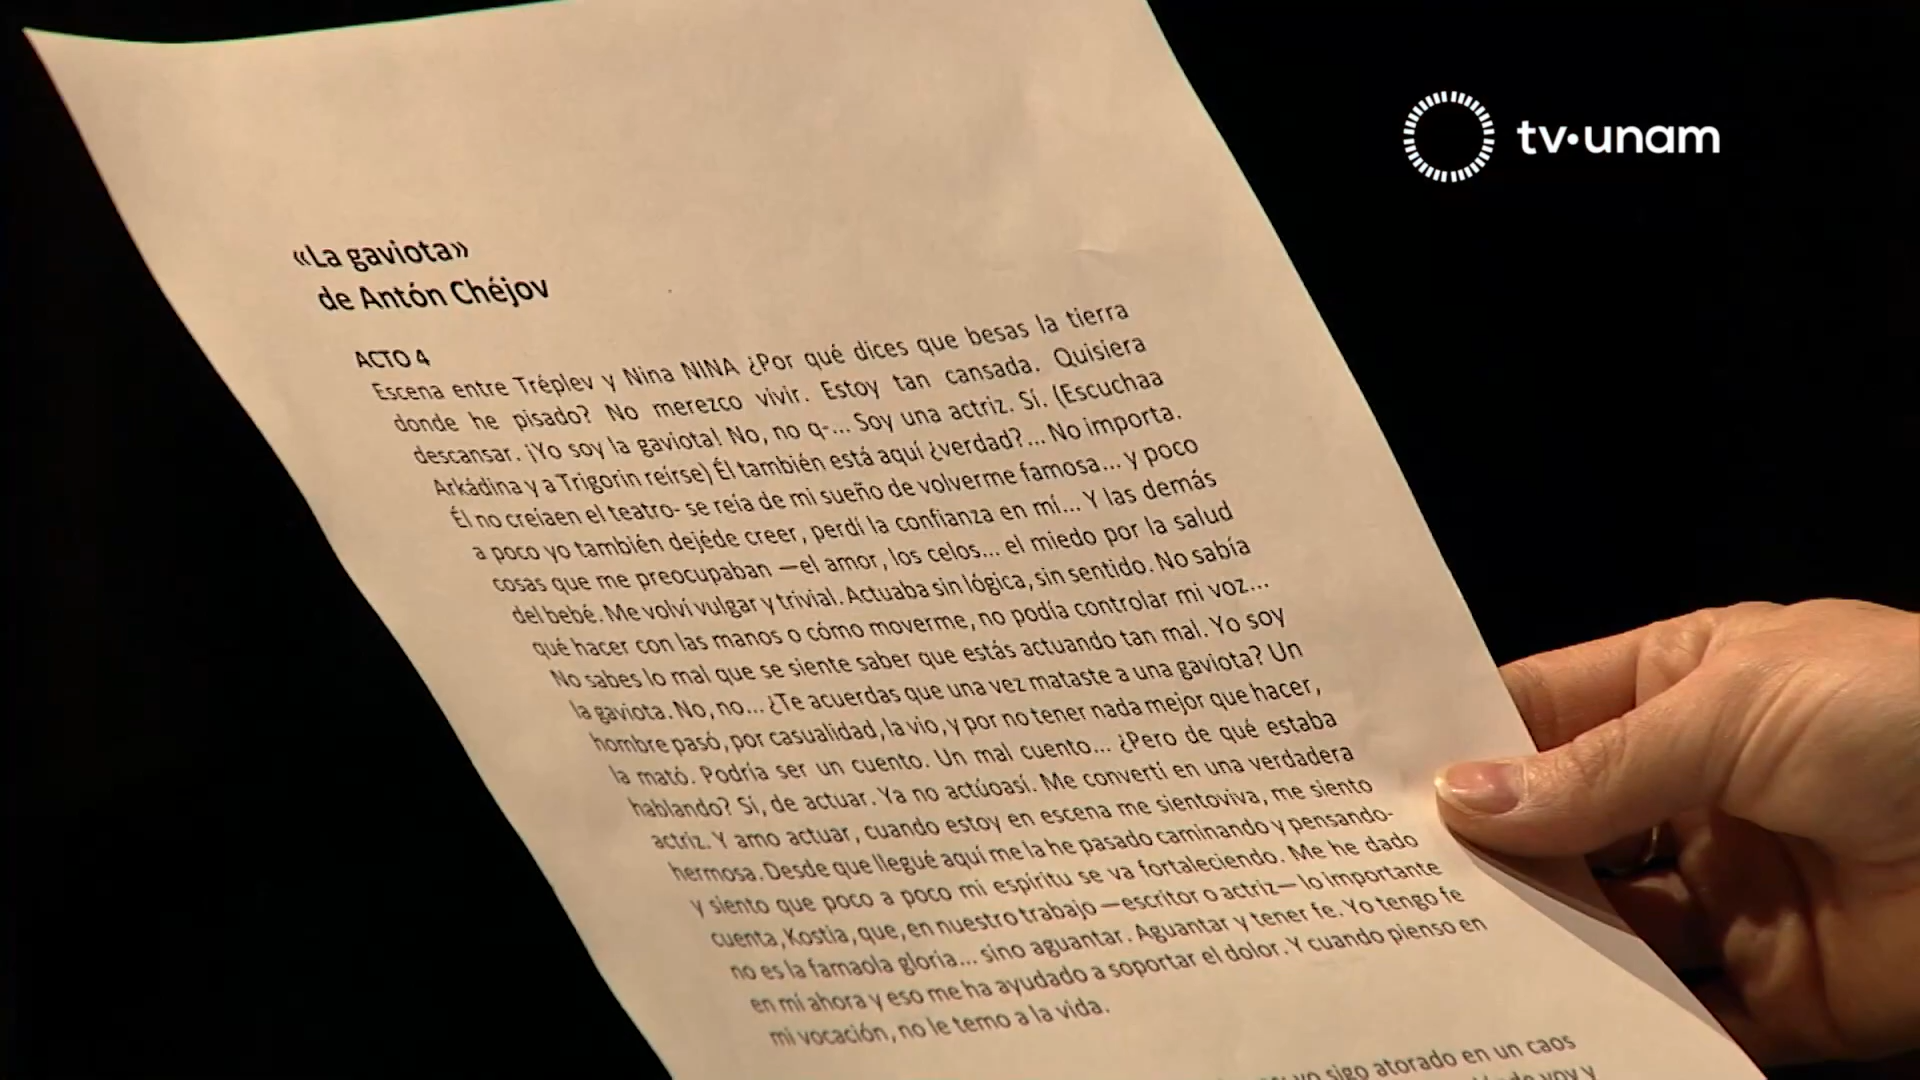 tv·unam
«La gaviota»
de Antón Chéjov
ACTO 4
Escena entre Tréplev y Nina NINA ¿Por qué dices que besas la tierra
donde he pisado? No merezco vivir. Estoy tan cansada. Quisiera
descansar. ¡Yo soy la gaviota! No, no q-... Soy una actriz. Sí. (Escuchaa
Arkádina y a Trigorin reírse) Él también está aquí ¿verdad?... No importa.
Él no creíaen el teatro- se reía de mi sueño de volverme famosa... y poco
a poco yo también dejéde creer, perdí la confianza en mí... Y las demás
cosas que me preocupaban —el amor, los celos... el miedo por la salud
del bebé. Me volví vulgar y trivial. Actuaba sin lógica, sin sentido. No sabía
qué hacer con las manos o cómo moverme, no podía controlar mi voz...
No sabes lo mal que se siente saber que estás actuando tan mal. Yo soy
la gaviota. No, no... ¿Te acuerdas que una vez mataste a una gaviota? Un
hombre pasó, por casualidad, la vio, y por no tener nada mejor que hacer,
la mató. Podría ser un cuento. Un mal cuento... ¿Pero de qué estaba
hablando? Sí, de actuar. Ya no actúoasí. Me convertí en una verdadera
actriz. Y amo actuar, cuando estoy en escena me sientoviva, me siento
hermosa. Desde que llegué aquí me la he pasado caminando y pensando-
y siento que poco a poco mi espíritu se va fortaleciendo. Me he dado
cuenta, Kostia, que, en nuestro trabajo —escritor o actriz— lo importante
no es la famaola gloria... sino aguantar. Aguantar y tener fe. Yo tengo fe
en mí ahora y eso me ha ayudado a soportar el dolor. Y cuando pienso en
mi vocación, no le temo a la vida.
yo sigo atorado en un caos
voy y